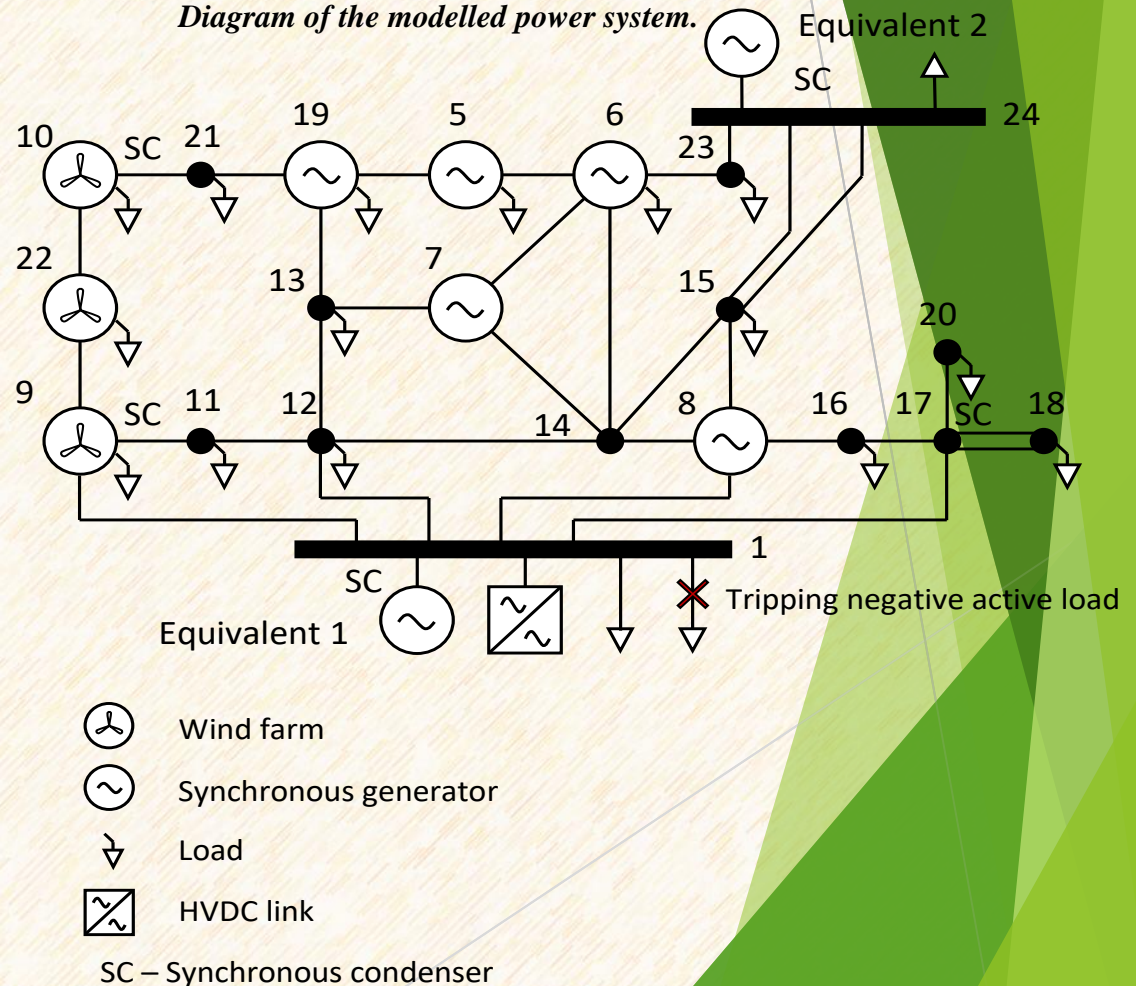 Diagram of the modelled power system.
Equivalent 2
SC
24
10
SC
21
19
5
6
23
22
13
7
15
20
9
SC
11
12
14
8
16
17
SC
18
1
SC
Tripping negative active load
Equivalent 1
Wind farm
Synchronous generator
Load
HVDC link
SC – Synchronous condenser